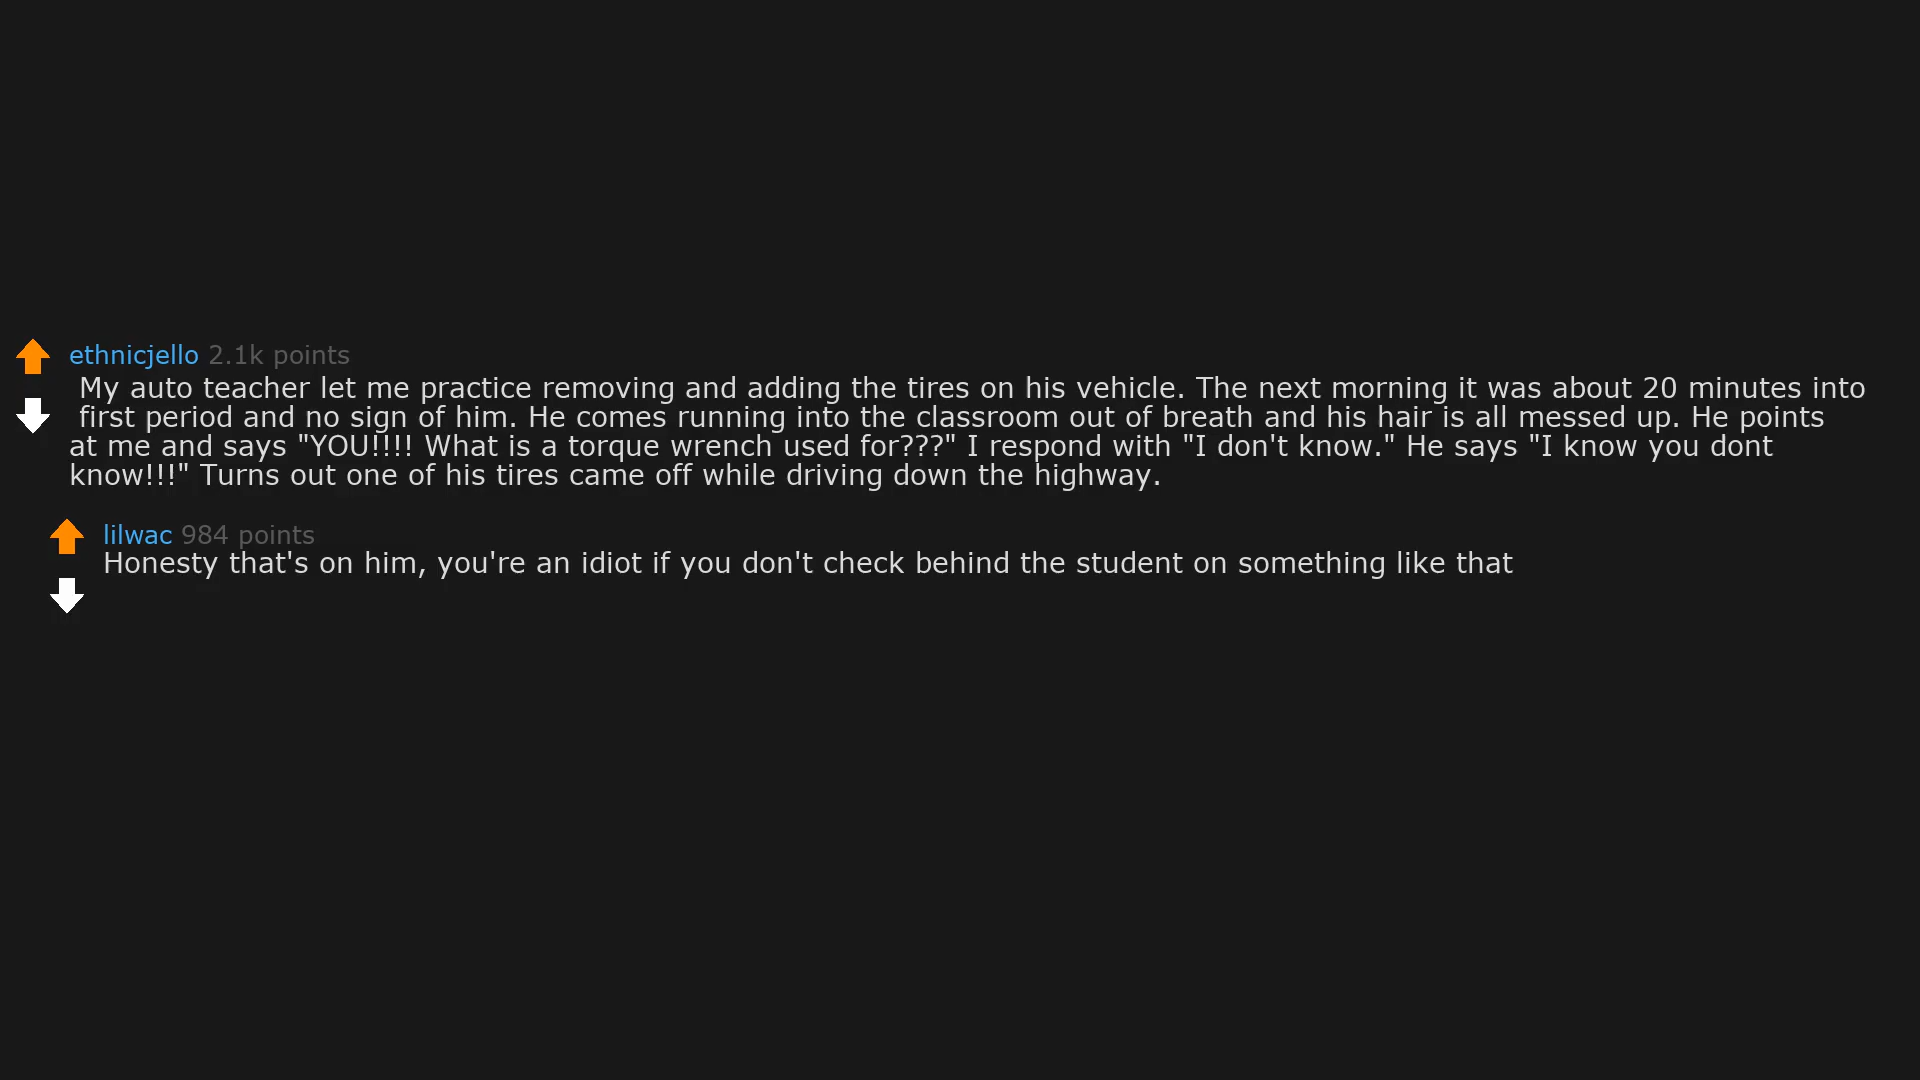 ethnicjello 2.1k points
My auto teacher let me practice removing and adding the tires on his vehicle. The next morning it was about 20 minutes into
first period and no sign of him. He comes running into the classroom out of breath and his hair is all messed up. He points
at me and says "YOU!!!! What is a torque wrench used for???" I respond with "I don't know." He says "I know you dont
know!!!" Turns out one of his tires came off while driving down the highway.
lilwac 984 points
Honesty that's on him, you're an idiot if you don't check behind the student on something like that